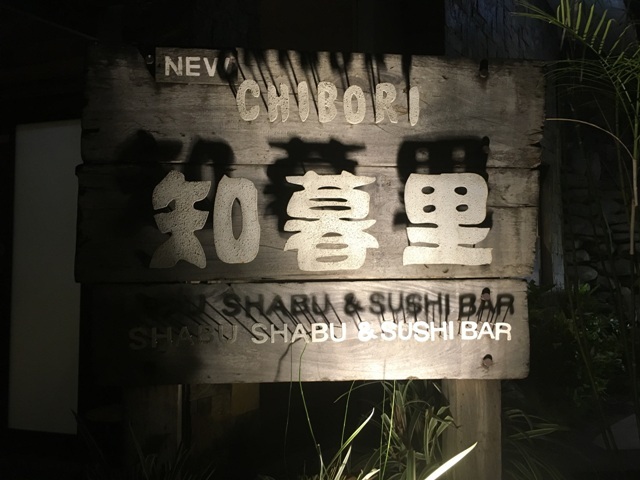 NEW
CHIBORI
知暮里
SHABU SHABU & SUSHI BAR